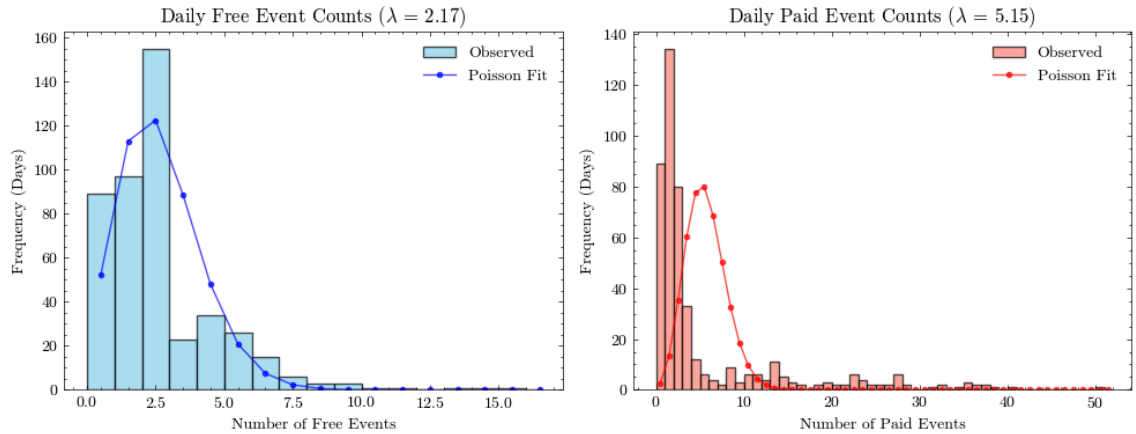 Daily Free Event Counts (λ = 2.17)
160
140
120
100
80
60
40
20
0
Frequency (Days)
Observed
Poisson Fit
0.0 2.5 5.0 7.5 10.0 12.5 15.0
Number of Free Events
Daily Paid Event Counts (λ = 5.15)
140
120
100
80
60
40
20
0
Frequency (Days)
Observed
Poisson Fit
0 10 20 30 40 50
Number of Paid Events